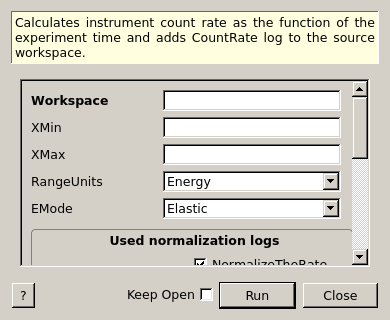 Calculates instrument count rate as the function of the
experiment time and adds CountRate log to the source
workspace.
Workspace
XMin
XMax
RangeUnits Energy
EMode Elastic
Used normalization logs
NormalizeTheRate
? Keep Open Run Close